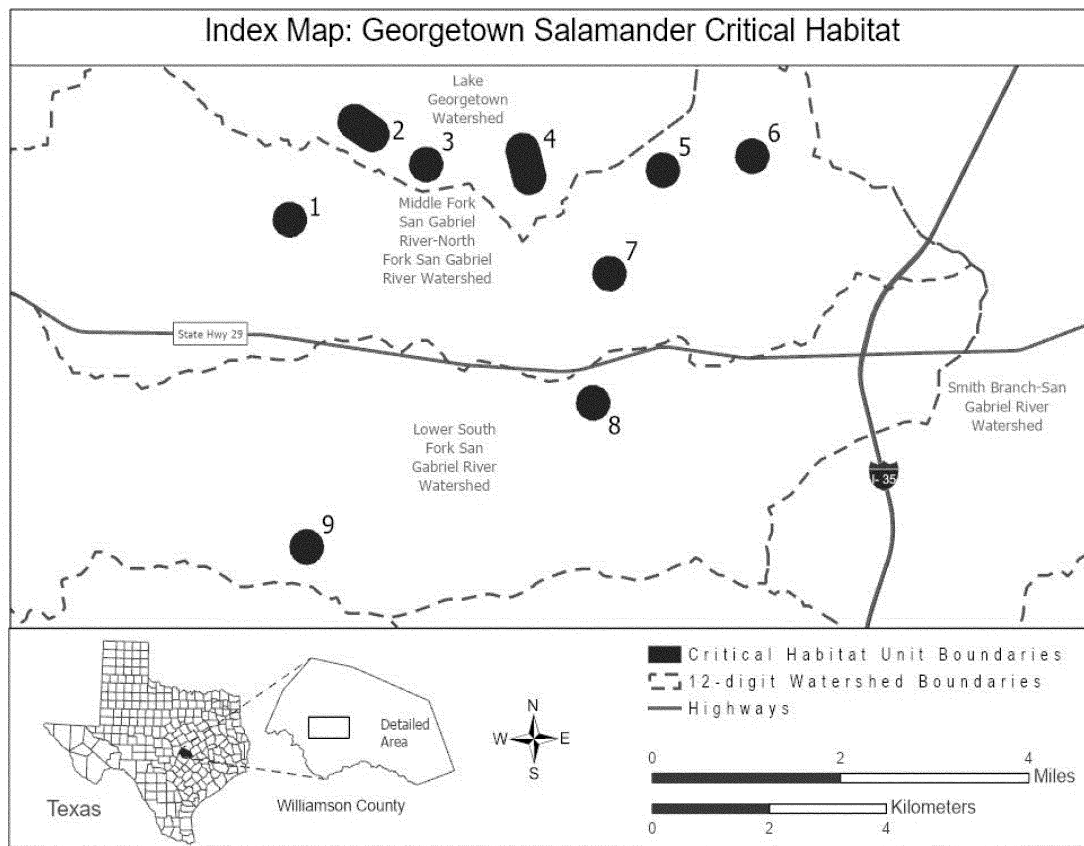 Index Map: Georgetown Salamander Critical Habitat
Lake
Georgetown
Watershed
2
3
4
5
6
1
Middle Fork
San Gabriel
River-North
Fork San Gabriel
River Watershed
7
State Hwy 29
8
Smith Branch-San
Gabriel River
Watershed
Lower South
Fork San
Gabriel River
Watershed
I-35
9
Texas
Williamson County
Detailed
Area
N
W
E
S
Critical Habitat Unit Boundaries
12-digit Watershed Boundaries
Highways
0 2 4
Miles
Kilometers
0 2 4